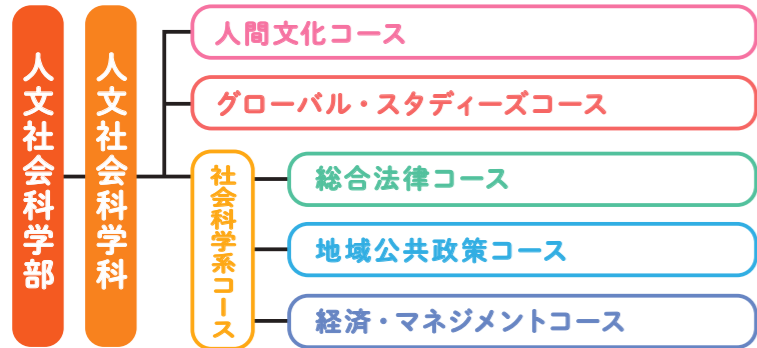 人文社会科学部
人文社会科学科
人間文化コース
グローバル・スタディーズコース
社会科学系コース
総合法律コース
地域公共政策コース
経済・マネジメントコース